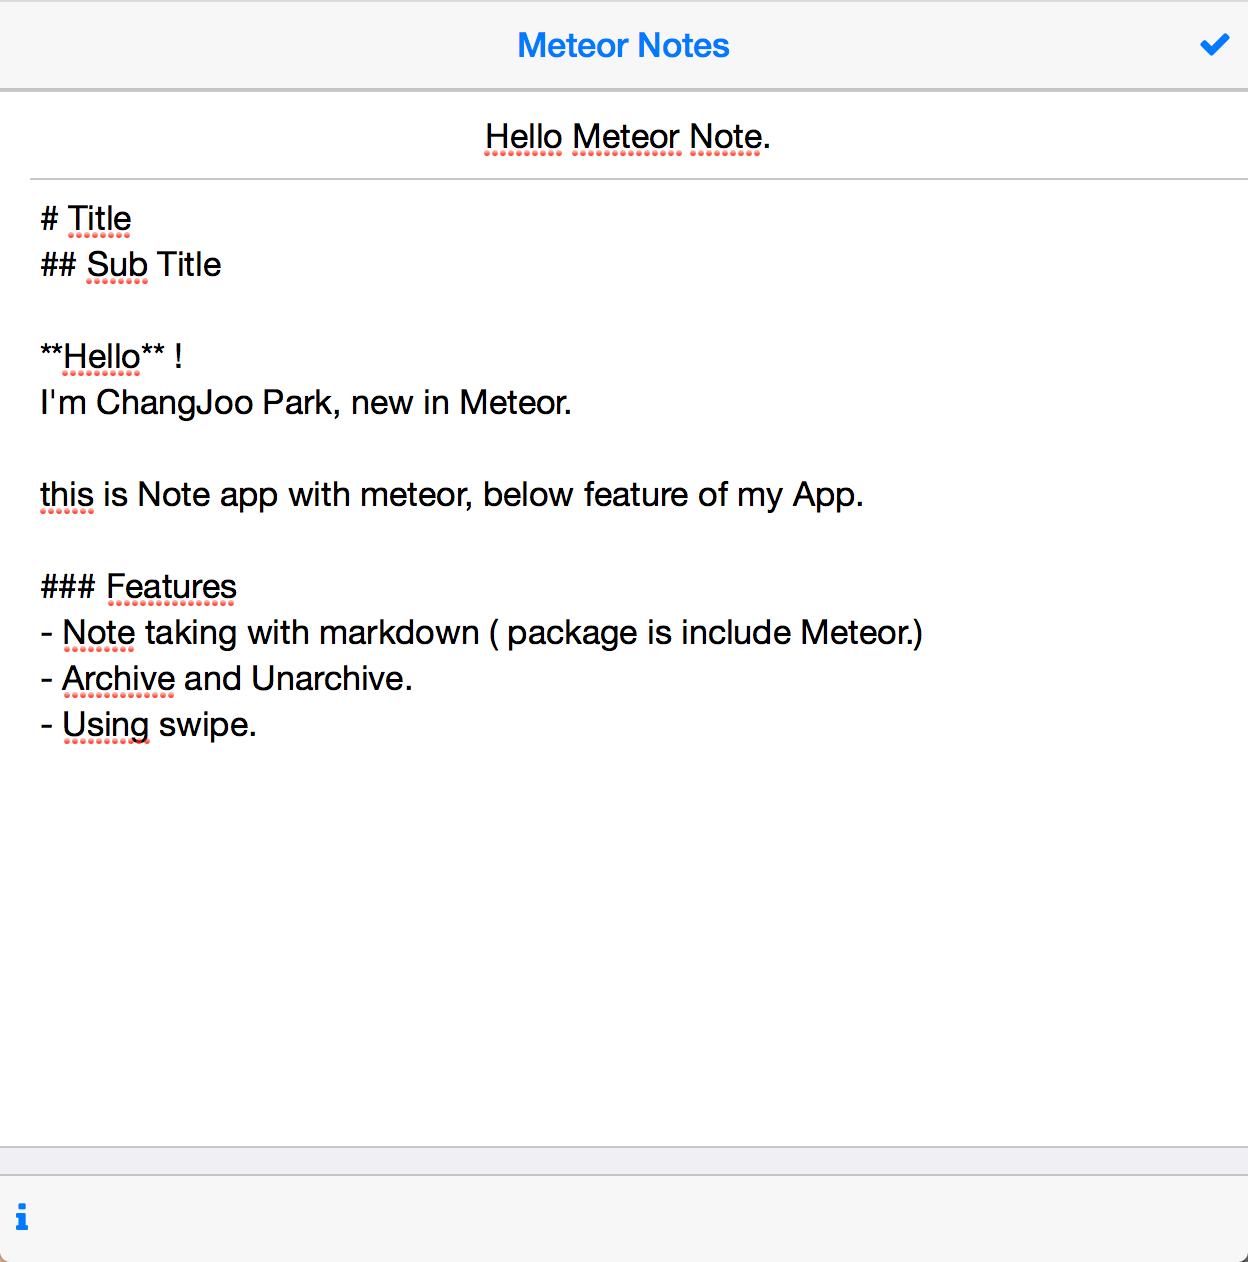 Meteor Notes
Hello Meteor Note.
# Title
## Sub Title
**Hello** !
I'm ChangJoo Park, new in Meteor.
this is Note app with meteor, below feature of my App.
### Features
- Note taking with markdown ( package is include Meteor.)
- Archive and Unarchive.
- Using swipe.